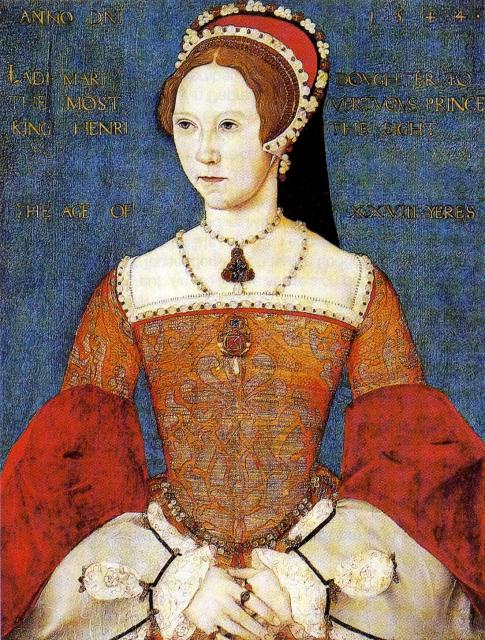 ANNO DNI 1544
LADI MARI DOVGHTER TO
THE MOST VERTVOVS PRINCE
KING HENRI THE EIGHT
THE AGE OF XXVIII YERES